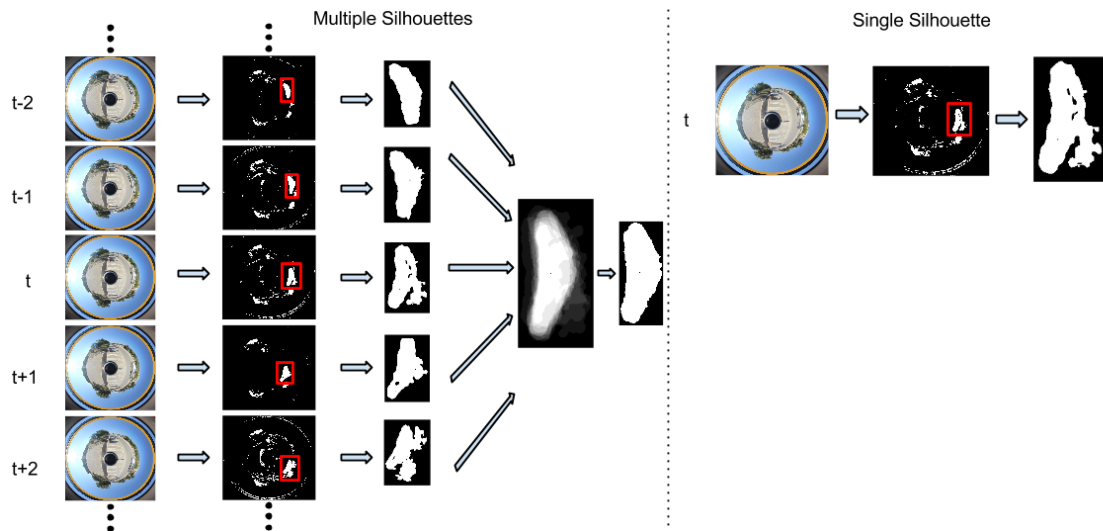 Multiple Silhouettes
Single Silhouette
t-2
t
t-1
t
t+1
t+2